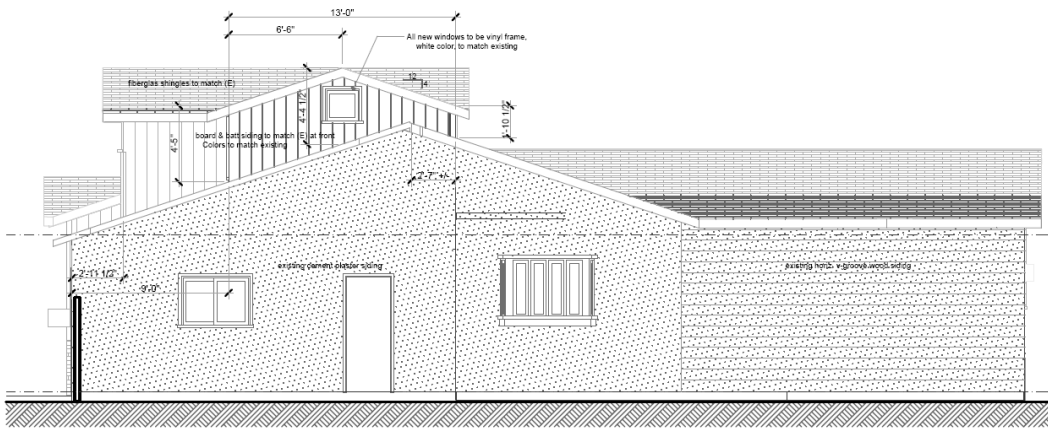 13'-0"
6'-6"
All new windows to be vinyl frame,
white color, to match existing
fiberglas shingles to match (E)
12
4
4'-4 1/2"
4'-5"
board & batt siding to match (E) at front
Colors to match existing
1'-10 1/2"
2'-7" +/-
2'-11 1/2"
existing cement plaster siding
existing horiz. v-groove wood siding
9'-0"